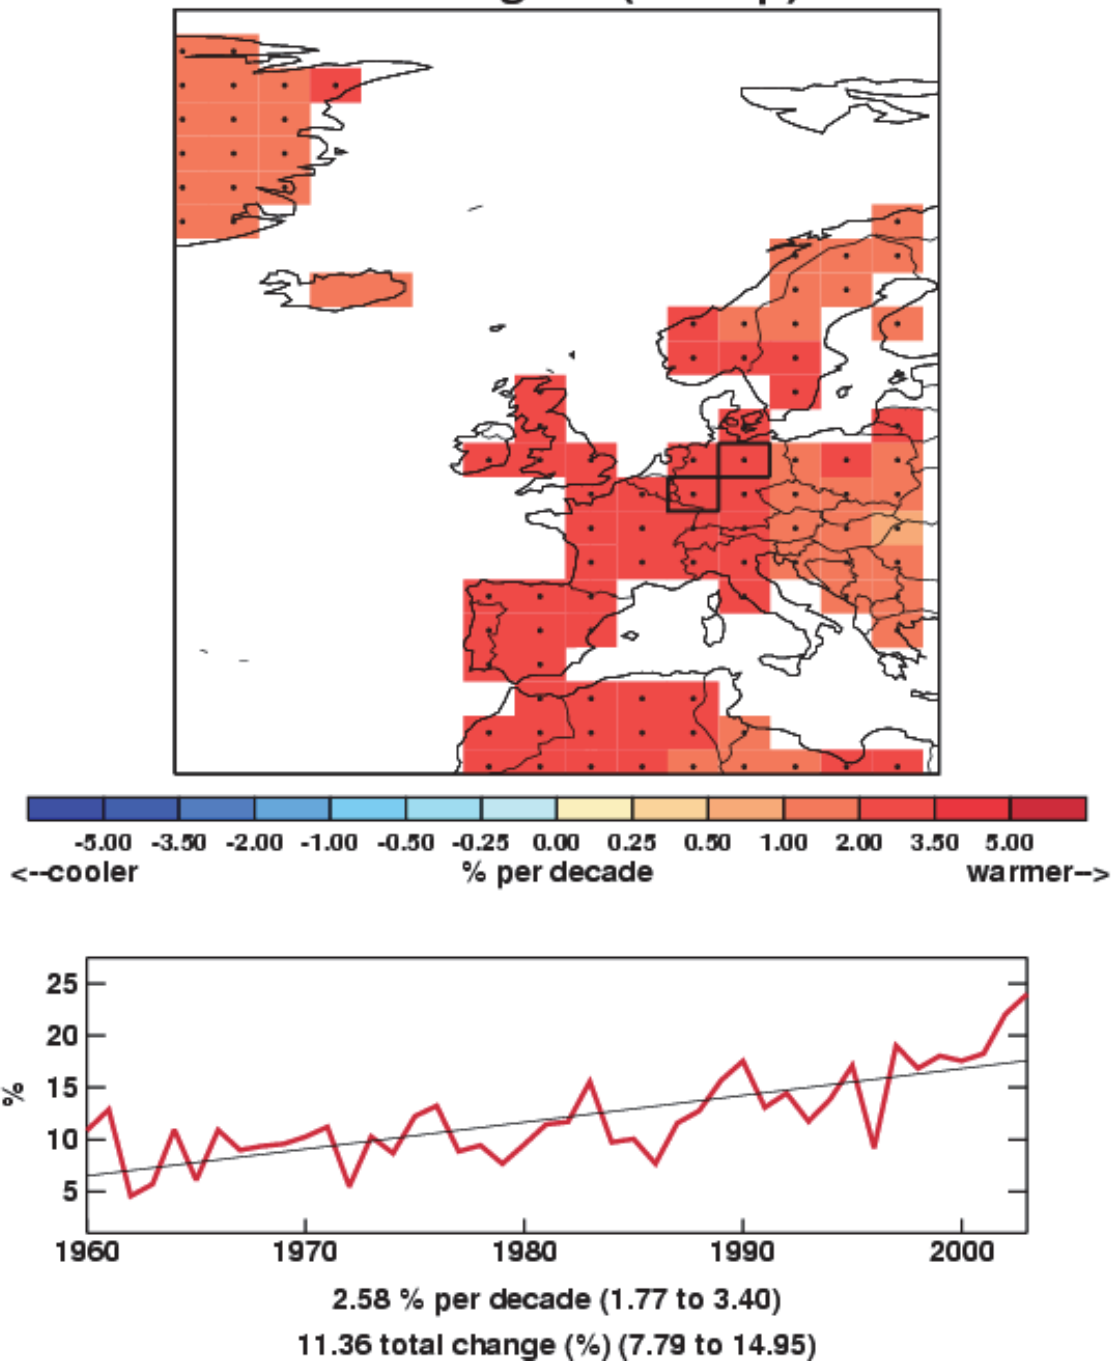 -5.00 -3.50 -2.00 -1.00 -0.50 -0.25 0.00 0.25 0.50 1.00 2.00 3.50 5.00
<--cooler % per decade warmer-->
25
20
15
10
5
%
1960 1970 1980 1990 2000
2.58 % per decade (1.77 to 3.40)
11.36 total change (%) (7.79 to 14.95)